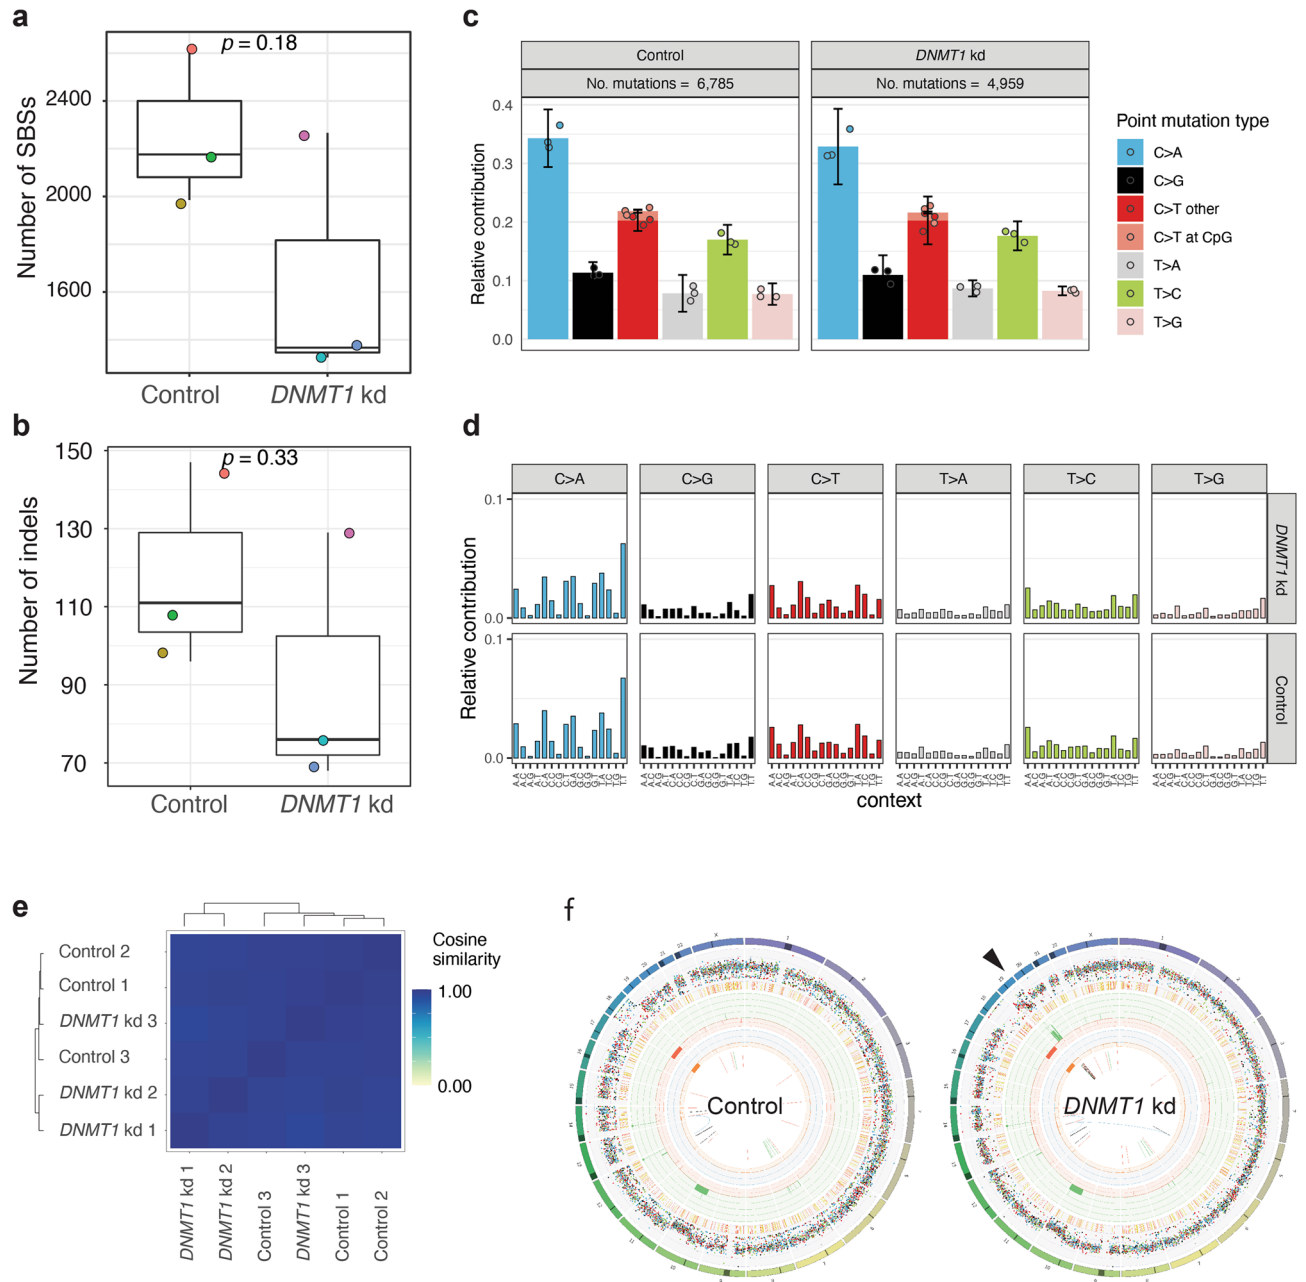 a
p = 0.18
Number of SBSs
2400
2000
1600
Control
DNMT1 kd
b
p = 0.33
Number of indels
150
130
110
90
70
Control
DNMT1 kd
c
Control
DNMT1 kd
No. mutations = 6,785
No. mutations = 4,959
Relative contribution
0.4
0.3
0.2
0.1
0.0
Point mutation type
C>A
C>G
C>T other
C>T at CpG
T>A
T>C
T>G
d
C>A
C>G
C>T
T>A
T>C
T>G
Relative contribution
0.1
0.0
0.1
0.0
DNMT1 kd
Control
context
e
Control 2
Control 1
DNMT1 kd 3
Control 3
DNMT1 kd 2
DNMT1 kd 1
DNMT1 kd 1
DNMT1 kd 2
Control 3
DNMT1 kd 3
Control 1
Control 2
Cosine
similarity
1.00
0.00
f
Control
DNMT1 kd